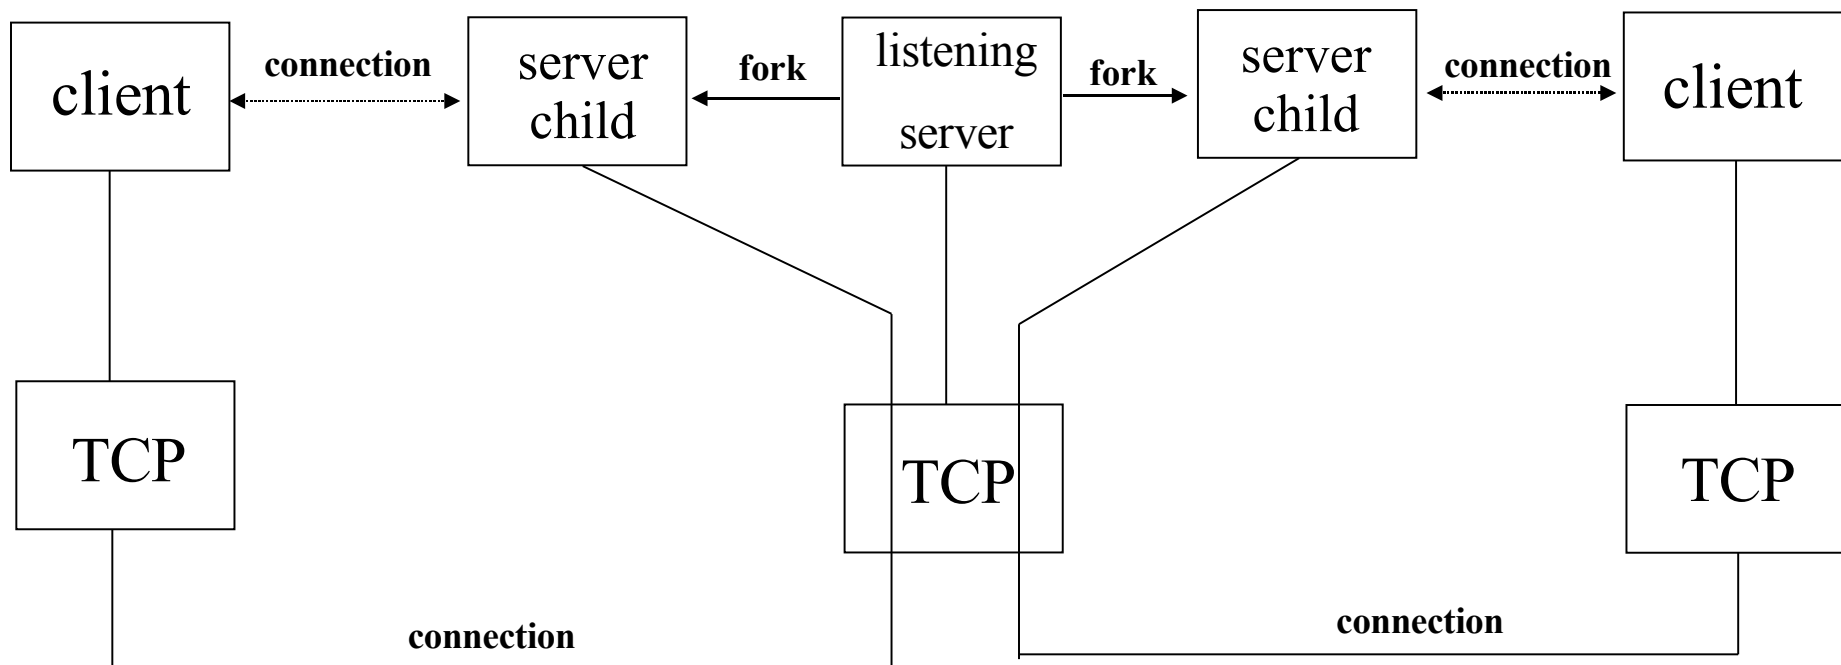 client
connection
server
child
fork
listening
server
fork
server
child
connection
client
TCP
TCP
TCP
connection
connection